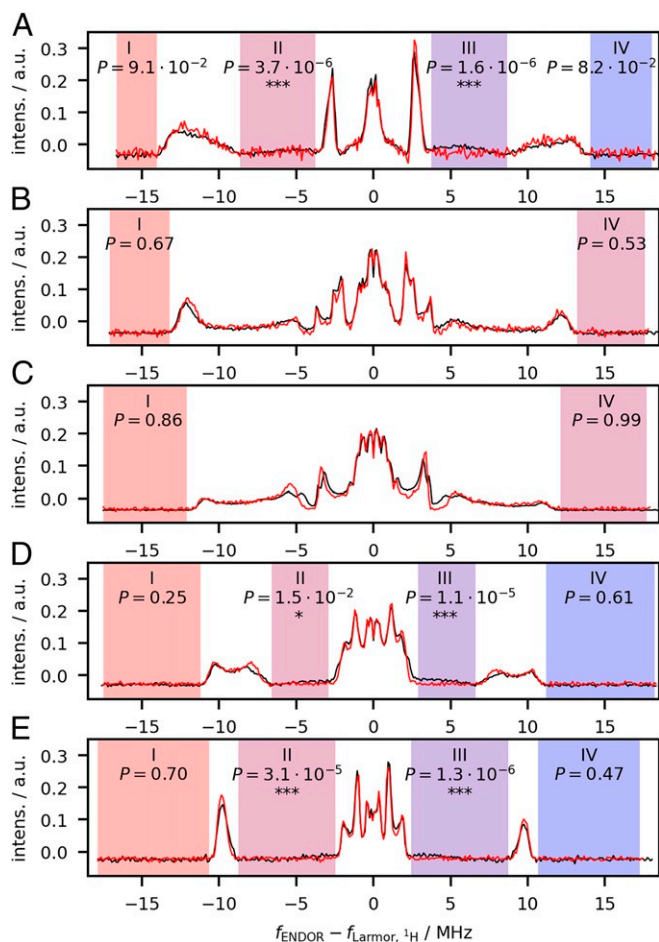 A
I II III IV
P = 9.1 · 10⁻² P = 3.7 · 10⁻⁶ P = 1.6 · 10⁻⁶ P = 8.2 · 10⁻²
*** ***
intens. / a.u.
0.3
0.2
0.1
0.0
−15 −10 −5 0 5 10 15
B
I IV
P = 0.67 P = 0.53
intens. / a.u.
0.3
0.2
0.1
0.0
−15 −10 −5 0 5 10 15
C
I IV
P = 0.86 P = 0.99
intens. / a.u.
0.3
0.2
0.1
0.0
−15 −10 −5 0 5 10 15
D
I II III IV
P = 0.25 P = 1.5 · 10⁻² P = 1.1 · 10⁻⁵ P = 0.61
* ***
intens. / a.u.
0.3
0.2
0.1
0.0
−15 −10 −5 0 5 10 15
E
I II III IV
P = 0.70 P = 3.1 · 10⁻⁵ P = 1.3 · 10⁻⁶ P = 0.47
*** ***
intens. / a.u.
0.3
0.2
0.1
0.0
−15 −10 −5 0 5 10 15
f_ENDOR − f_Larmor, ¹H / MHz